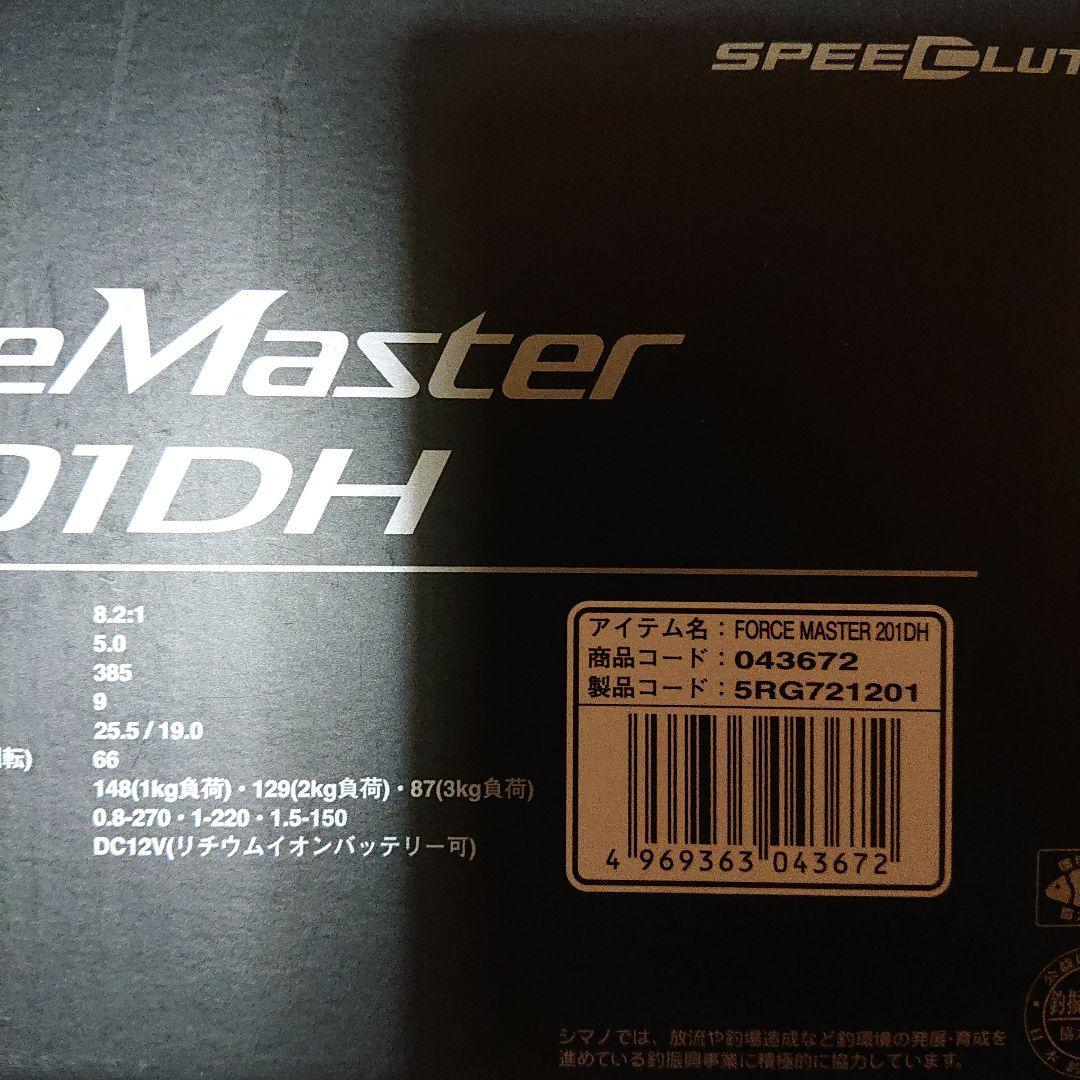 SPEEDCLUT
eMaster
01DH
8.2:1
5.0
385
9
25.5 / 19.0
転) 66
148(1kg負荷)・129(2kg負荷)・87(3kg負荷)
0.8-270・1-220・1.5-150
DC12V(リチウムイオンバッテリー可)
アイテム名：FORCE MASTER 201DH
商品コード：043672
製品コード：5RG721201
4 969363 043672
シマノでは、放流や釣場造成など釣環境の発展・育成を
進めている釣振興事業に積極的に協力しています。